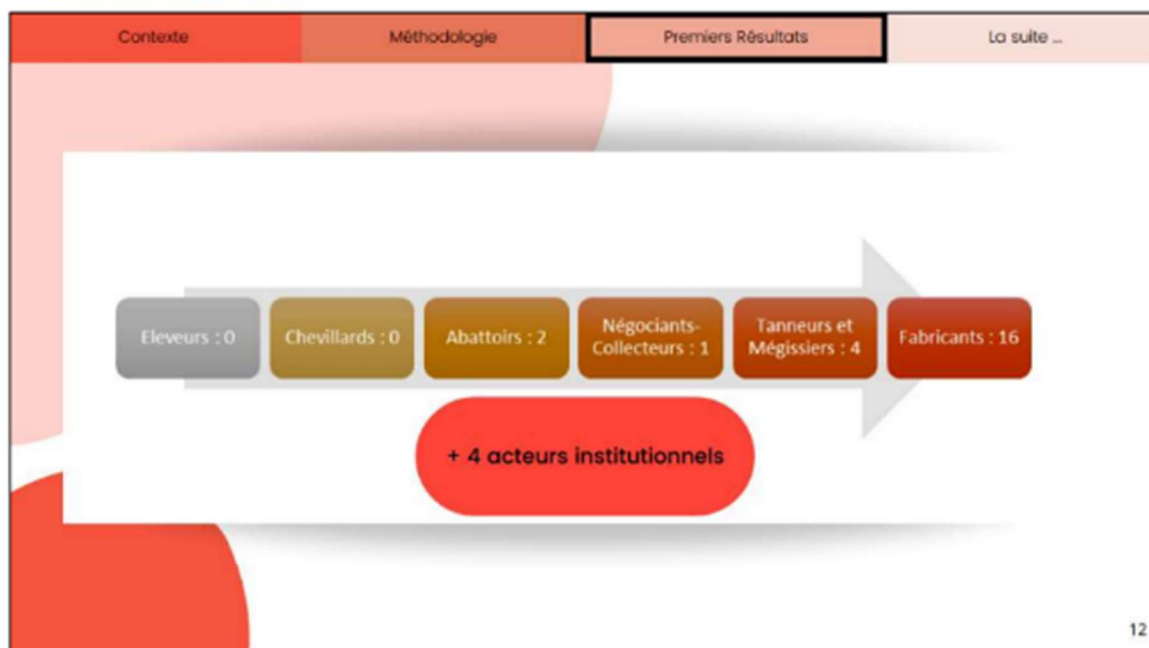 Contexte
Méthodologie
Premiers Résultats
La suite ...
Eleveurs : 0
Chevillards : 0
Abattoirs : 2
Négociants-
Collecteurs : 1
Tanneurs et
Mégissiers : 4
Fabricants : 16
+ 4 acteurs institutionnels
12